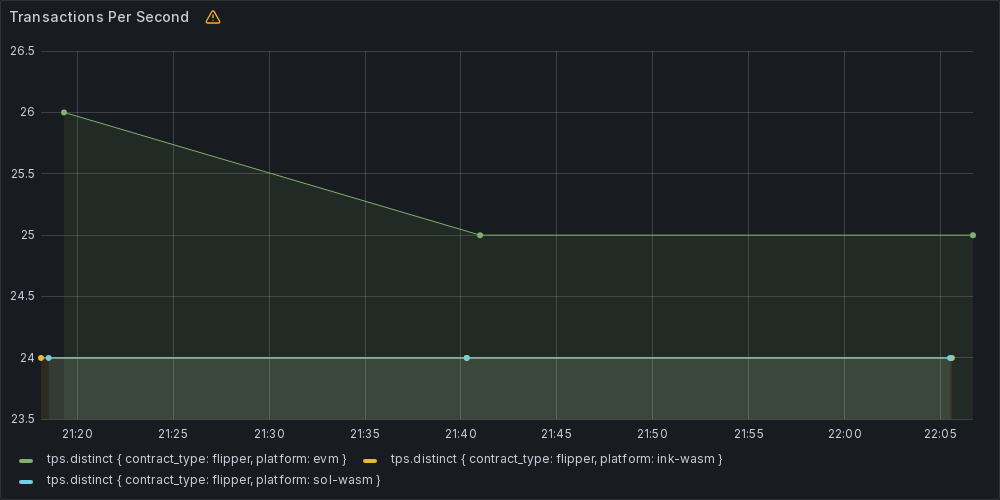 Transactions Per Second
26.5
26
25.5
25
24.5
24
23.5
21:20 21:25 21:30 21:35 21:40 21:45 21:50 21:55 22:00 22:05
tps.distinct { contract_type: flipper, platform: evm } tps.distinct { contract_type: flipper, platform: ink-wasm }
tps.distinct { contract_type: flipper, platform: sol-wasm }